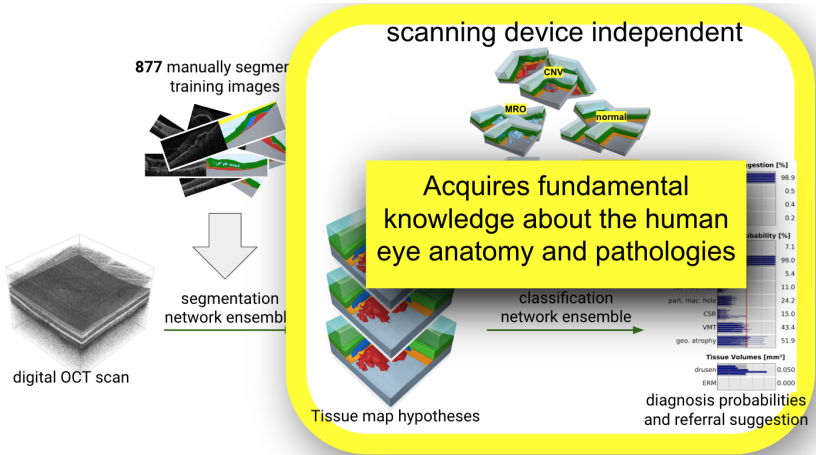 scanning device independent
877 manually segmen
training images
CNV
MRO
normal
gestion [%]
98.9
0.5
0.4
0.2
Acquires fundamental
knowledge about the human
eye anatomy and pathologies
obability [%]
7.1
99.0
5.4
11.0
part. mac. hole 24.2
CSR 15.0
VMT 43.4
geo. atrophy 51.9
segmentation
network ensembl
classification
network ensemble
Tissue Volumes [mm³]
drusen 0.050
ERM 0.000
digital OCT scan
Tissue map hypotheses
diagnosis probabilities
and referral suggestion